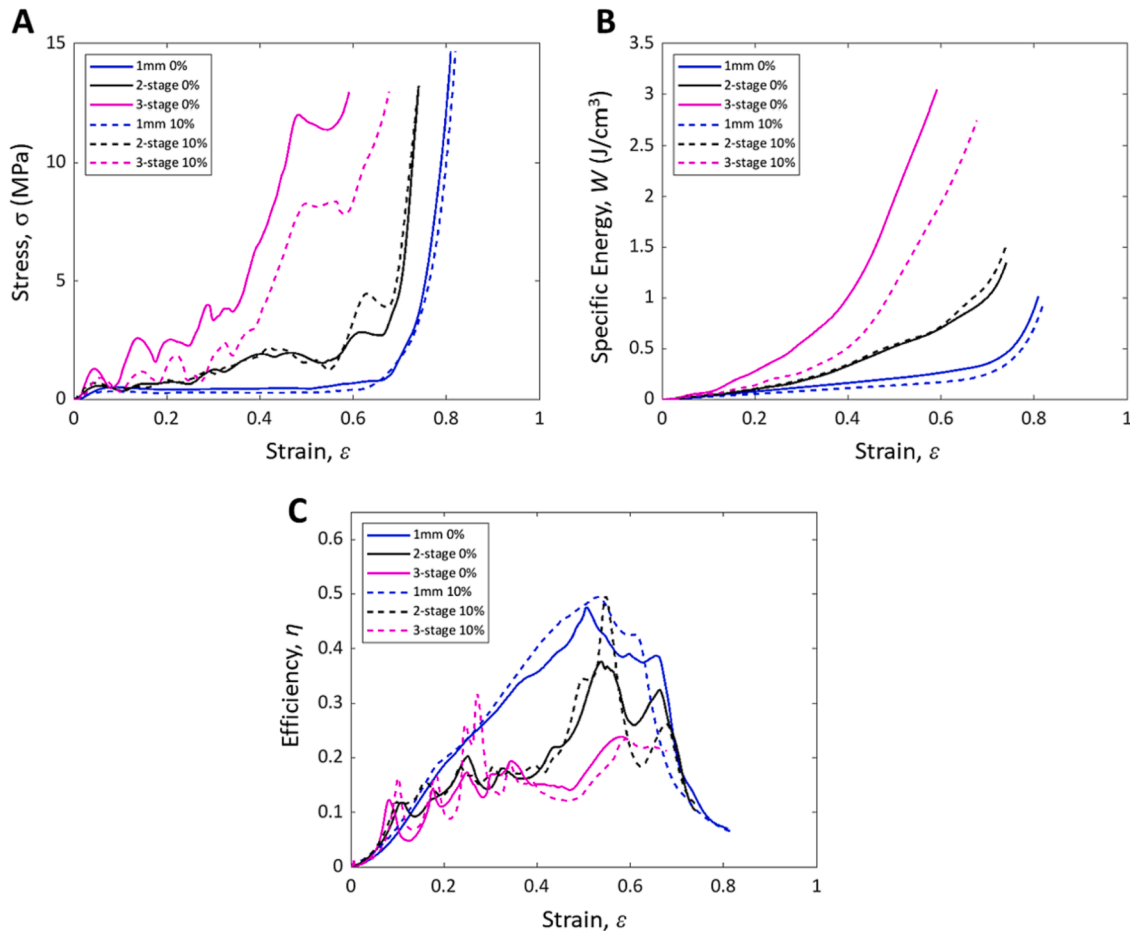 A
15
10
5
0
Stress, σ (MPa)
1mm 0%
2-stage 0%
3-stage 0%
1mm 10%
2-stage 10%
3-stage 10%
0
0.2
0.4
0.6
0.8
1
Strain, ε
B
3.5
3
2.5
2
1.5
1
0.5
0
Specific Energy, W (J/cm³)
1mm 0%
2-stage 0%
3-stage 0%
1mm 10%
2-stage 10%
3-stage 10%
0
0.2
0.4
0.6
0.8
1
Strain, ε
C
0.6
0.5
0.4
0.3
0.2
0.1
0
Efficiency, η
1mm 0%
2-stage 0%
3-stage 0%
1mm 10%
2-stage 10%
3-stage 10%
0
0.2
0.4
0.6
0.8
1
Strain, ε